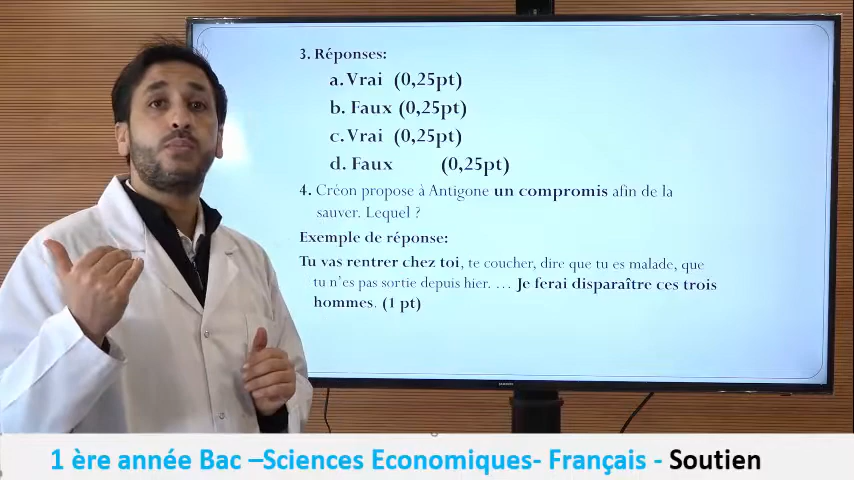 3. Réponses:
a. Vrai (0,25pt)
b. Faux (0,25pt)
c. Vrai (0,25pt)
d. Faux (0,25pt)
4. Créon propose à Antigone un compromis afin de la
sauver. Lequel ?
Exemple de réponse:
Tu vas rentrer chez toi, te coucher, dire que tu es malade, que
tu n'es pas sortie depuis hier. … Je ferai disparaître ces trois
hommes. (1 pt)
SAMSUNG
1 ère année Bac –Sciences Economiques- Français - Soutien